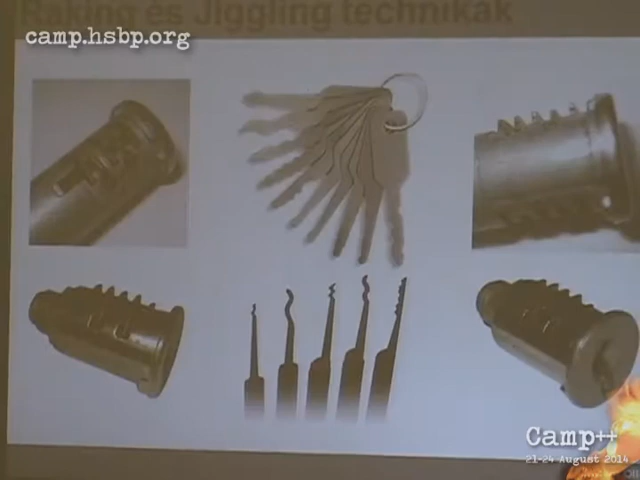 Raking és Jiggling technikák
camp.hsbp.org
Camp++
21-24 August 2014